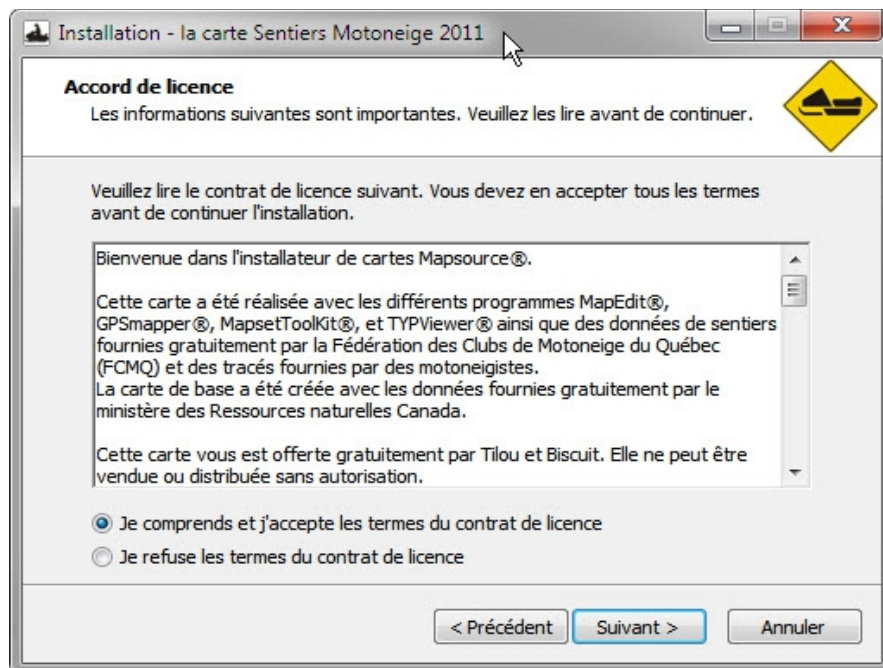 Installation - la carte Sentiers Motoneige 2011
Accord de licence
Les informations suivantes sont importantes. Veuillez les lire avant de continuer.
Veuillez lire le contrat de licence suivant. Vous devez en accepter tous les termes
avant de continuer l'installation.
Bienvenue dans l'installateur de cartes Mapsource®.
Cette carte a été réalisée avec les différents programmes MapEdit®,
GPSmapper®, MapsetToolKit®, et TYPViewer® ainsi que des données de sentiers
fournies gratuitement par la Fédération des Clubs de Motoneige du Québec
(FCMQ) et des tracés fournies par des motoneigistes.
La carte de base a été créée avec les données fournies gratuitement par le
ministère des Ressources naturelles Canada.
Cette carte vous est offerte gratuitement par Tilou et Biscuit. Elle ne peut être
vendue ou distribuée sans autorisation.
Je comprends et j'accepte les termes du contrat de licence
Je refuse les termes du contrat de licence
< Précédent
Suivant >
Annuler